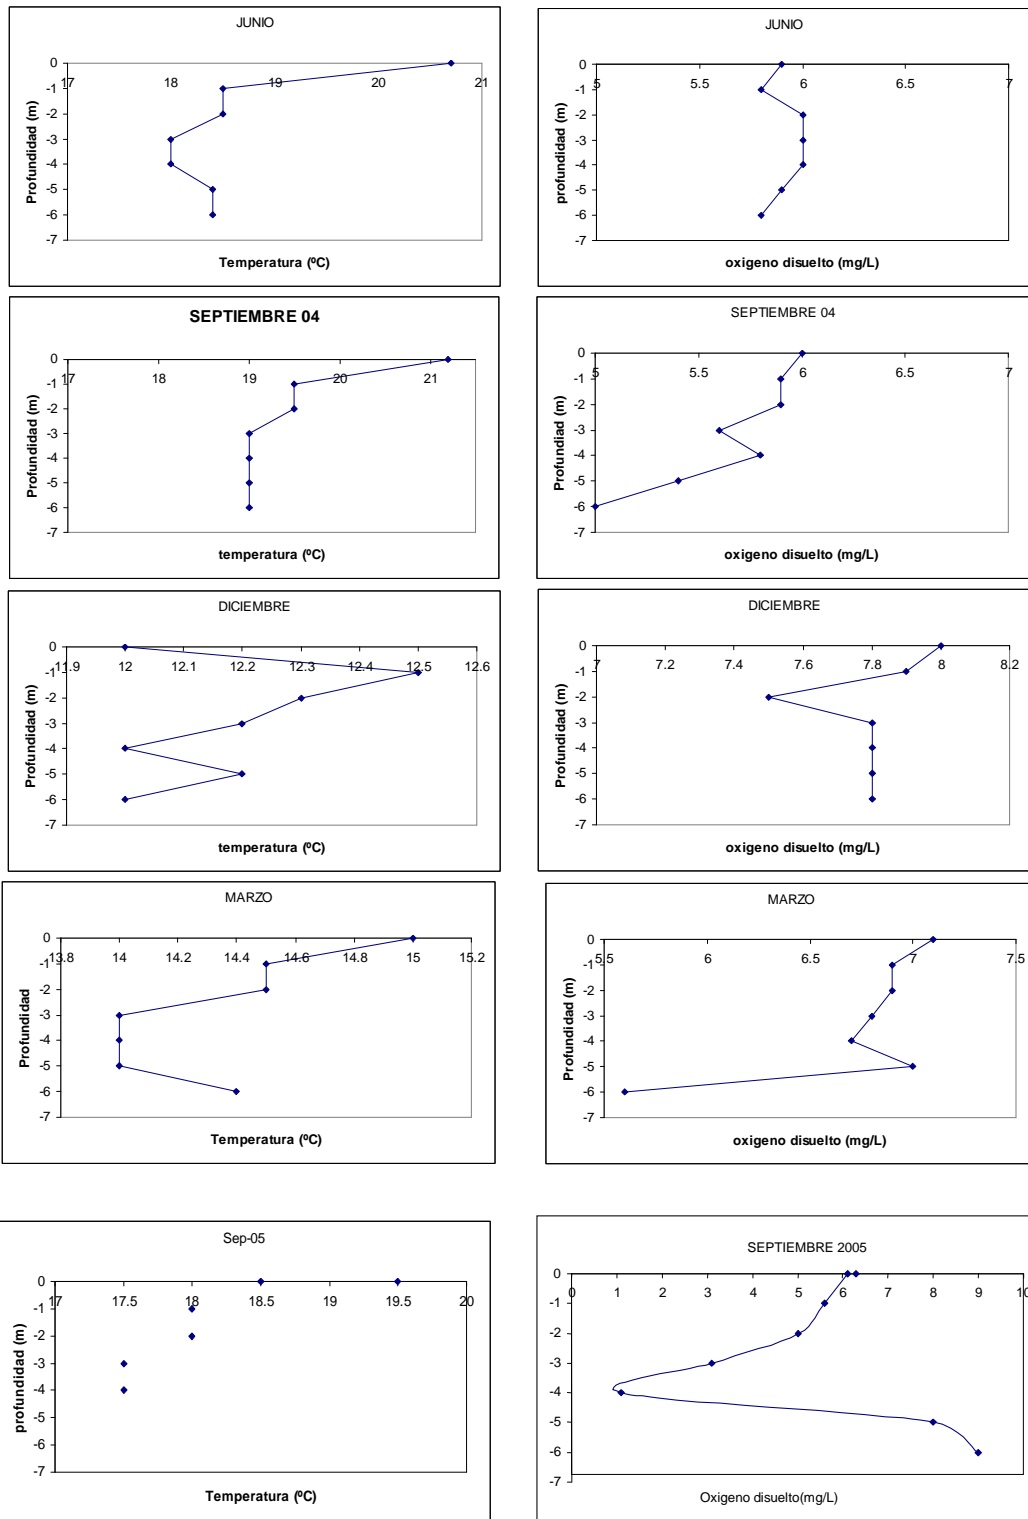 JUNIO
0
17 18 19 20 21
-1
-2
-3
-4
-5
-6
-7
Profundidad (m)
Temperatura (ºC)
JUNIO
0
5 5.5 6 6.5 7
-1
-2
-3
-4
-5
-6
-7
profundidad (m)
oxigeno disuelto (mg/L)
SEPTIEMBRE 04
0
17 18 19 20 21
-1
-2
-3
-4
-5
-6
-7
Profundidad (m)
temperatura (ºC)
SEPTIEMBRE 04
0
5 5.5 6 6.5 7
-1
-2
-3
-4
-5
-6
-7
Profundiad (m)
oxigeno disuelto (mg/L)
DICIEMBRE
0
11.9 12 12.1 12.2 12.3 12.4 12.5 12.6
-1
-2
-3
-4
-5
-6
-7
Profundidad (m)
temperatura (ºC)
DICIEMBRE
0
7 7.2 7.4 7.6 7.8 8 8.2
-1
-2
-3
-4
-5
-6
-7
Profundidad (m)
oxigeno disuelto (mg/L)
MARZO
0
13.8 14 14.2 14.4 14.6 14.8 15 15.2
-1
-2
-3
-4
-5
-6
-7
Profundidad
Temperatura (ºC)
MARZO
0
5.5 6 6.5 7 7.5
-1
-2
-3
-4
-5
-6
-7
Profundidad (m)
oxigeno disuelto (mg/L)
Sep-05
0
17 17.5 18 18.5 19 19.5 20
-1
-2
-3
-4
-5
-6
-7
profundidad (m)
Temperatura (ºC)
SEPTIEMBRE 2005
0
0 1 2 3 4 5 6 7 8 9 10
-1
-2
-3
-4
-5
-6
-7
Profundidad (m)
Oxigeno disuelto(mg/L)